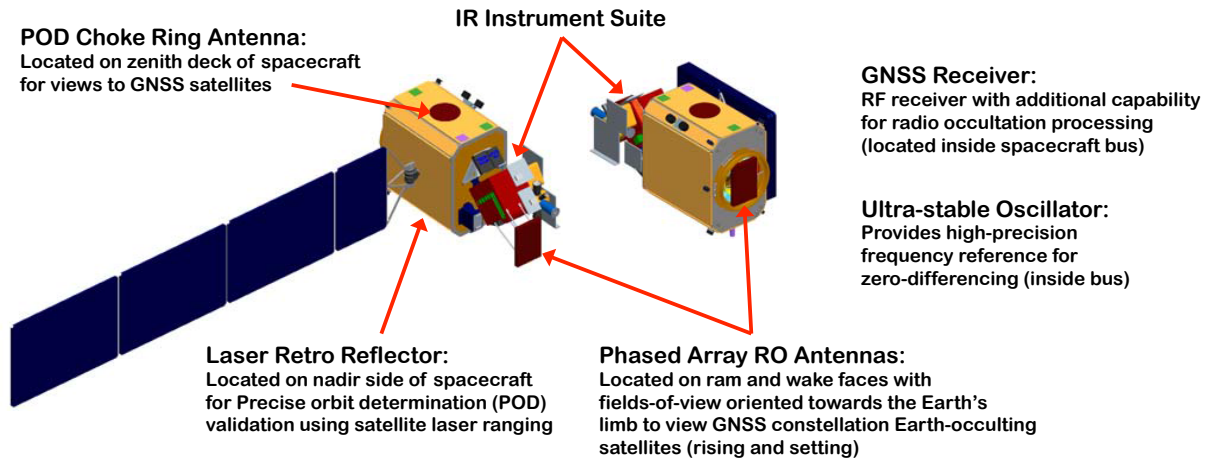 IR Instrument Suite
POD Choke Ring Antenna:
Located on zenith deck of spacecraft
for views to GNSS satellites
GNSS Receiver:
RF receiver with additional capability
for radio occultation processing
(located inside spacecraft bus)
Ultra-stable Oscillator:
Provides high-precision
frequency reference for
zero-differencing (inside bus)
Laser Retro Reflector:
Located on nadir side of spacecraft
for Precise orbit determination (POD)
validation using satellite laser ranging
Phased Array RO Antennas:
Located on ram and wake faces with
fields-of-view oriented towards the Earth's
limb to view GNSS constellation Earth-occulting
satellites (rising and setting)